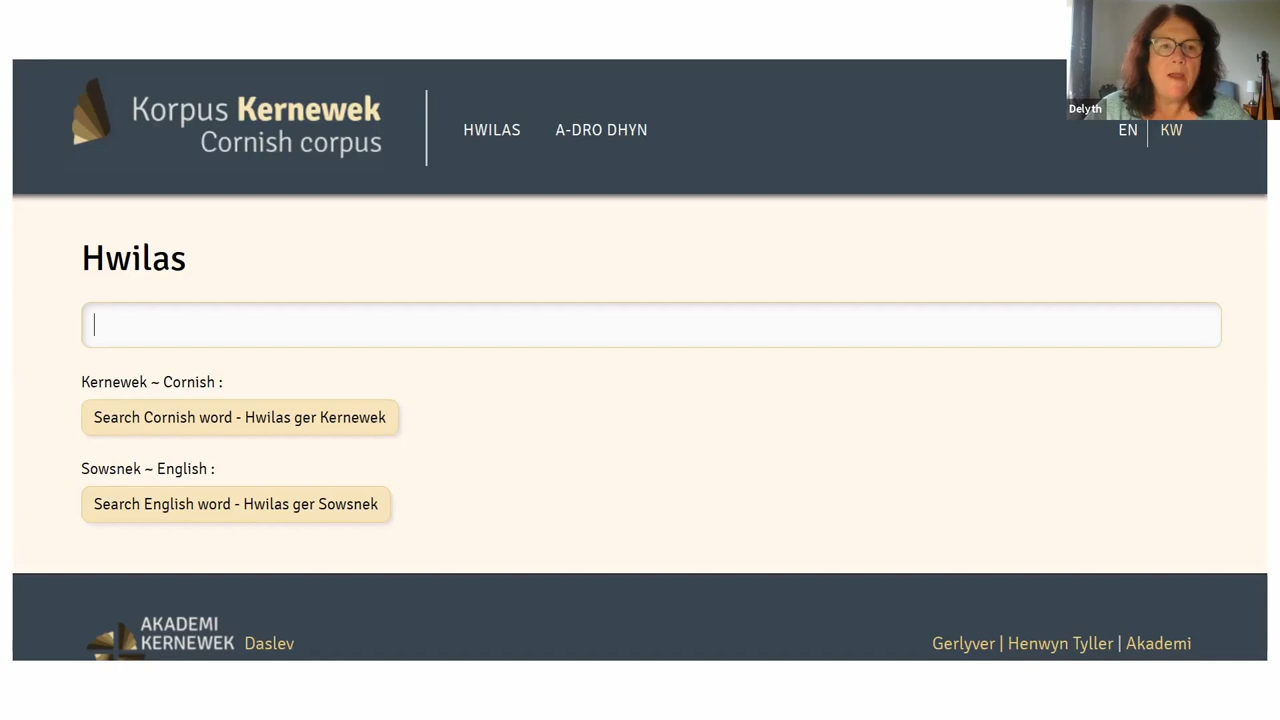 Delyth
Korpus Kernewek
Cornish corpus
HWILAS
A-DRO DHYN
EN
KW
Hwilas
Kernewek ~ Cornish :
Search Cornish word - Hwilas ger Kernewek
Sowsnek ~ English :
Search English word - Hwilas ger Sowsnek
AKADEMI
KERNEWEK
Daslev
Gerlyver | Henwyn Tyller | Akademi